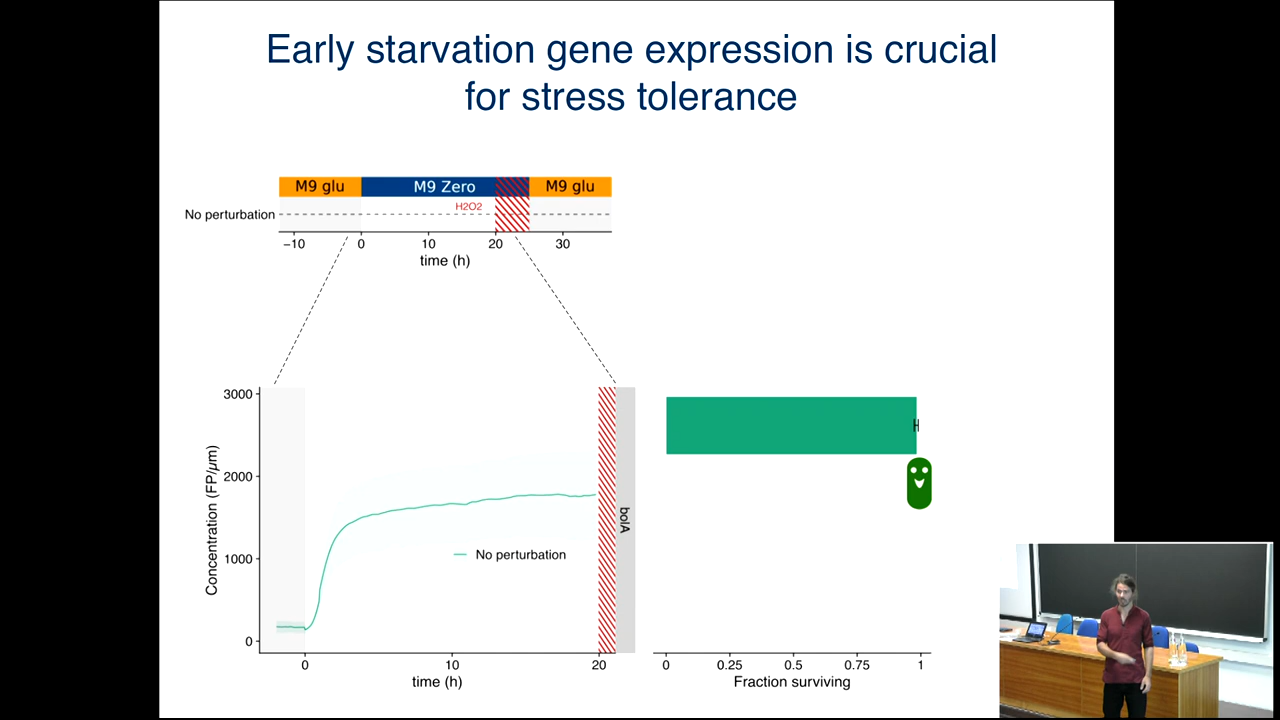 Early starvation gene expression is crucial
for stress tolerance
M9 glu M9 Zero M9 glu
H2O2
No perturbation
−10 0 10 20 30
time (h)
3000
2000
1000
0
Concentration (FP/μm)
No perturbation
bolA
0 10 20
time (h)
0 0.25 0.5 0.75 1
Fraction surviving